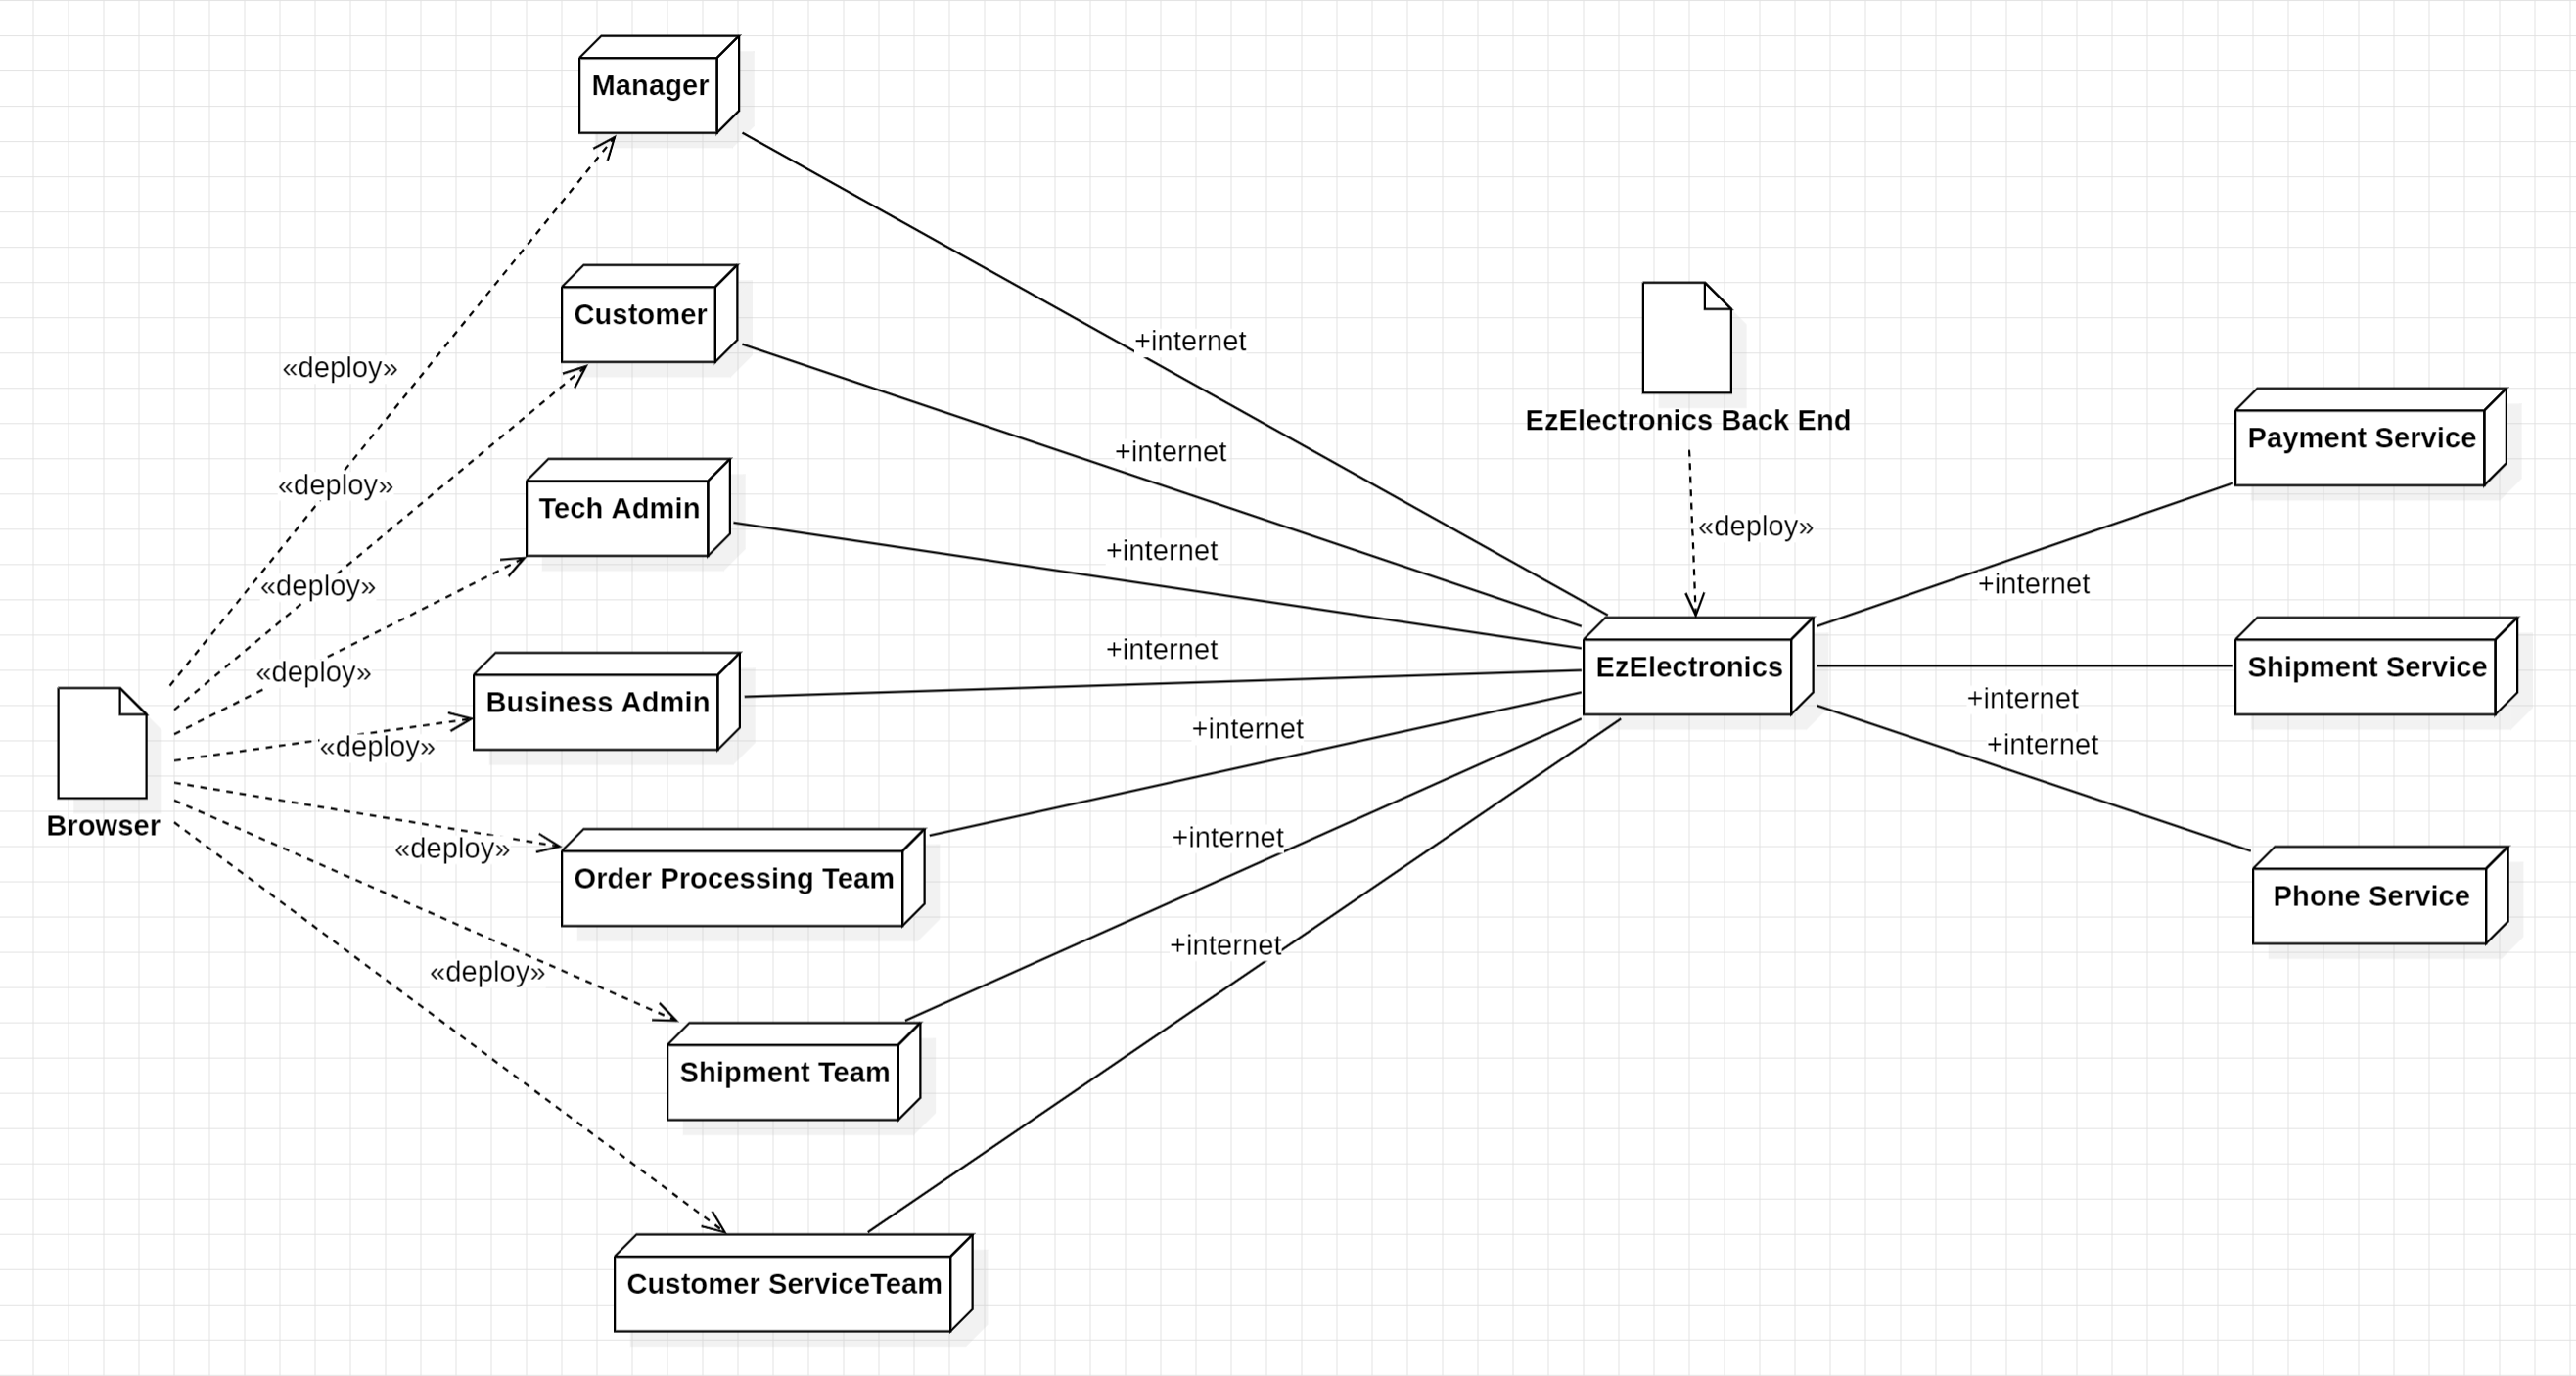 Manager
Customer
+internet
«deploy»
EzElectronics Back End
Payment Service
+internet
«deploy»
Tech Admin
«deploy»
+internet
«deploy»
+internet
+internet
EzElectronics
Shipment Service
«deploy»
Business Admin
+internet
+internet
«deploy»
+internet
Browser
+internet
«deploy»
Order Processing Team
Phone Service
+internet
«deploy»
Shipment Team
Customer ServiceTeam